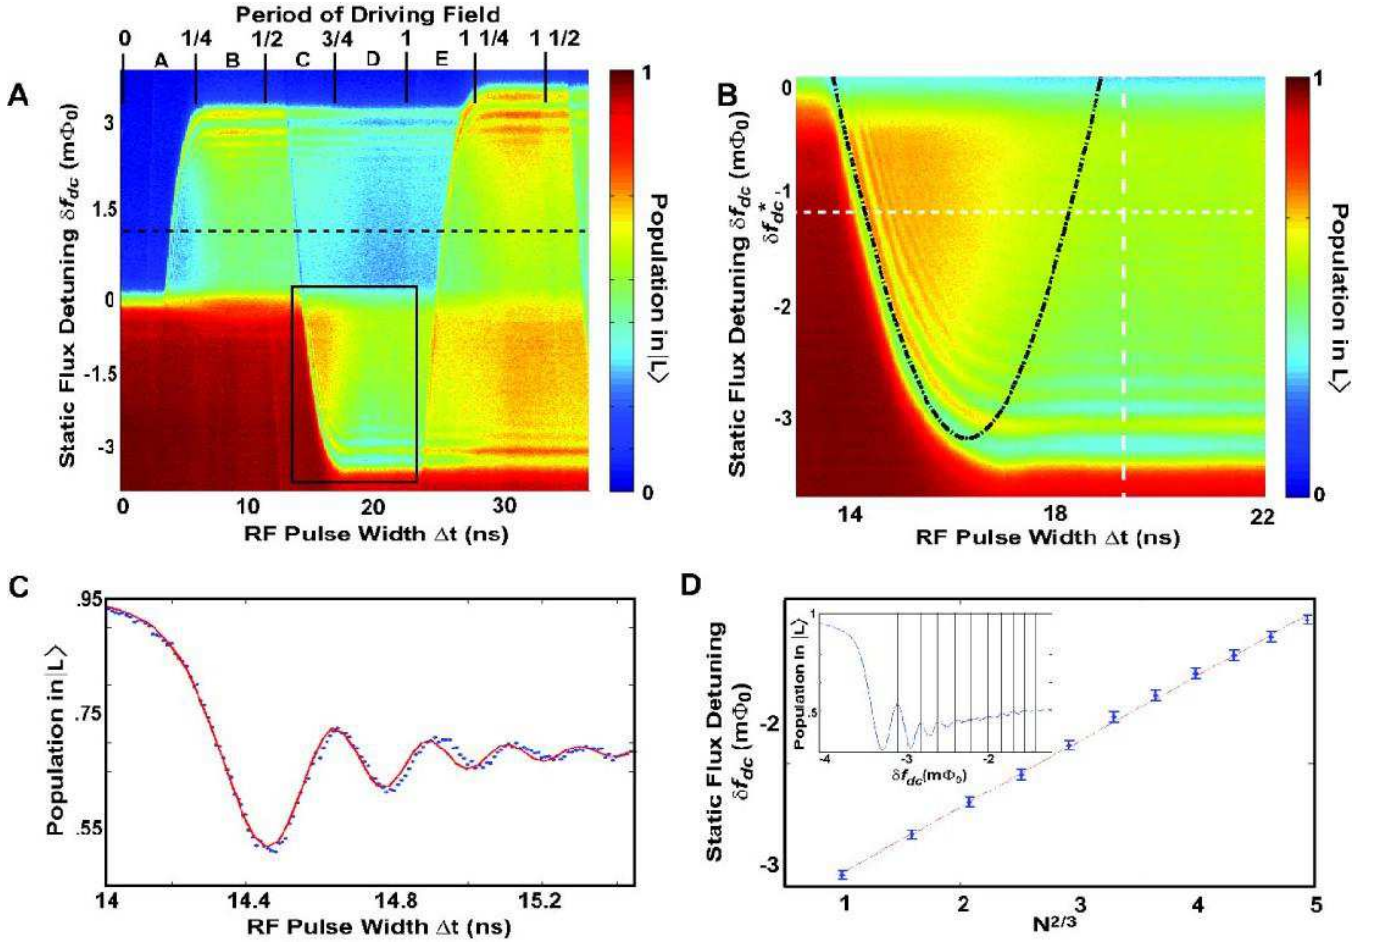 Period of Driving Field
0 1/4 1/2 3/4 1 1 1/4 1 1/2
A B C D E
A
Static Flux Detuning δf_dc (mΦ₀)
3
1.5
0
-1.5
-3
0 10 20 30
RF Pulse Width Δt (ns)
1
0
Population in |L⟩
B
Static Flux Detuning δf_dc (mΦ₀)
δf_dc*
0
-1
-2
-3
14 18 22
RF Pulse Width Δt (ns)
1
0
Population in |L⟩
C
Population in |L⟩
.95
.75
.55
14 14.4 14.8 15.2
RF Pulse Width Δt (ns)
D
Static Flux Detuning
δf_dc (mΦ₀)
-2
-3
1 2 3 4 5
N^2/3
Population in |L⟩
1
.5
-4 -3 -2
δf_dc(mΦ₀)